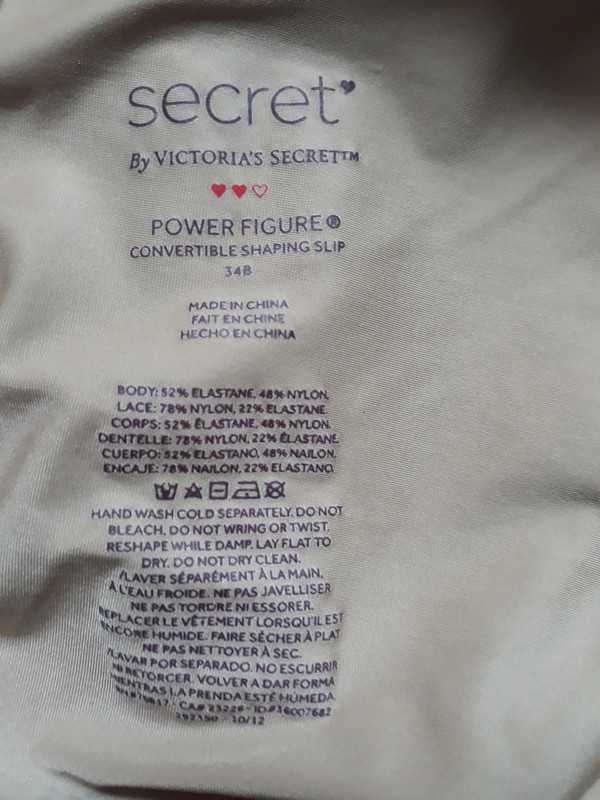 secret
By VICTORIA'S SECRET™
POWER FIGURE®
CONVERTIBLE SHAPING SLIP
34B
MADE IN CHINA
FAIT EN CHINE
HECHO EN CHINA
BODY: 52% ELASTANE, 48% NYLON.
LACE: 78% NYLON, 22% ELASTANE.
CORPS: 52% ÉLASTANE, 48% NYLON.
DENTELLE: 78% NYLON, 22% ÉLASTANE.
CUERPO: 52% ELASTANO, 48% NAILON.
ENCAJE: 78% NAILON, 22% ELASTANO.
HAND WASH COLD SEPARATELY. DO NOT
BLEACH. DO NOT WRING OR TWIST.
RESHAPE WHILE DAMP. LAY FLAT TO
DRY. DO NOT DRY CLEAN.
/LAVER SÉPARÉMENT À LA MAIN,
À L'EAU FROIDE. NE PAS JAVELLISER
NE PAS TORDRE NI ESSORER.
REPLACER LE VÊTEMENT LORSQU'IL EST
ENCORE HUMIDE. FAIRE SÉCHER À PLAT
NE PAS NETTOYER À SEC.
/LAVAR POR SEPARADO. NO ESCURRIR
NI RETORCER. VOLVER A DAR FORMA
MIENTRAS LA PRENDA ESTÉ HÚMEDA
CA# 23226 - ID#36007682
10/12